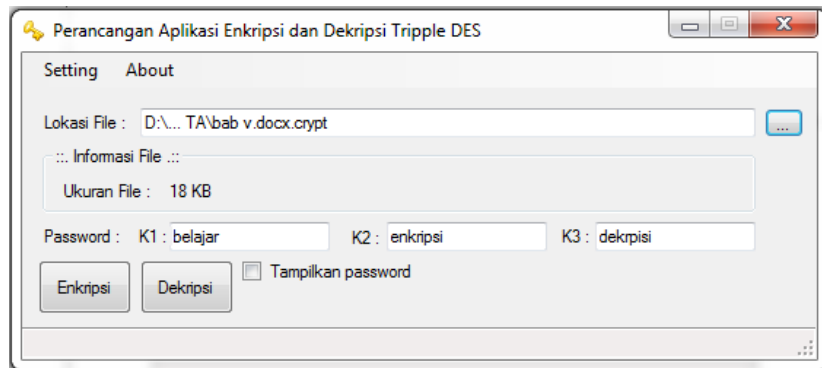 Perancangan Aplikasi Enkripsi dan Dekripsi Tripple DES
Setting About
Lokasi File : D:\... TA\bab v.docx.crypt ...
.::. Informasi File .::
Ukuran File : 18 KB
Password : K1 : belajar K2 : enkripsi K3 : dekrpisi
Enkripsi Dekripsi Tampilkan password